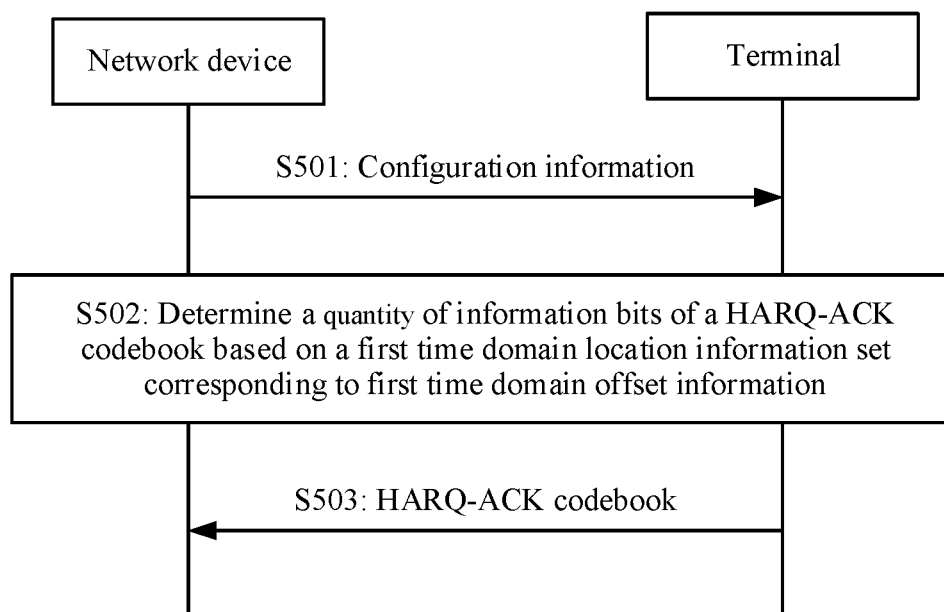 Network device
Terminal
S501: Configuration information
S502: Determine a quantity of information bits of a HARQ-ACK
codebook based on a first time domain location information set
corresponding to first time domain offset information
S503: HARQ-ACK codebook